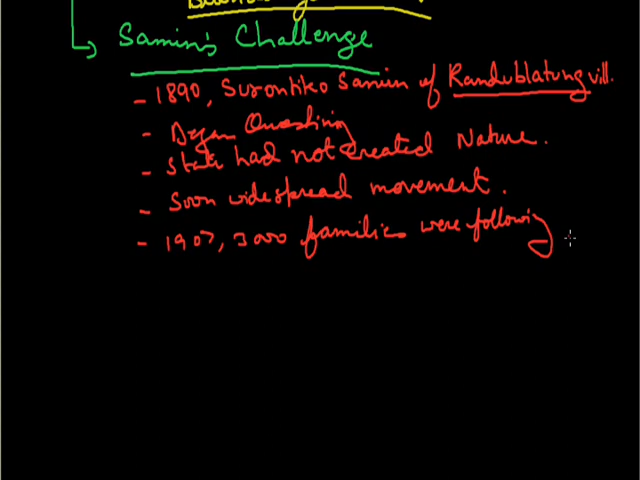 Samin's Challenge
- 1890, Surontiko Samin of Randublatung vill.
- Began Questining
- State had not created Nature.
- Soon widespread movement.
- 1907, 3000 families were following